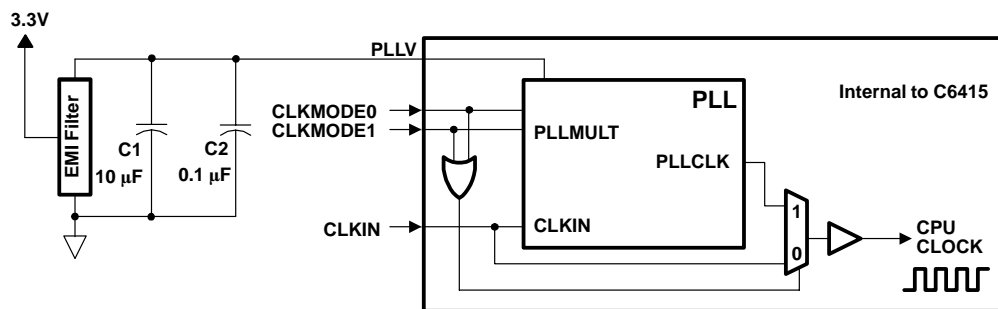 3.3V
EMI Filter
C1
10 µF
C2
0.1 µF
PLLV
CLKMODE0
CLKMODE1
CLKIN
PLL
PLLMULT
PLLCLK
CLKIN
Internal to C6415
1
0
CPU
CLOCK